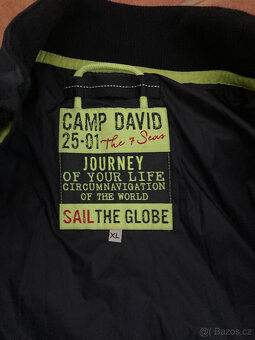 CAMP DAVID
25-01 The 7 Seas
JOURNEY
OF YOUR LIFE
CIRCUMNAVIGATION
OF THE WORLD
SAIL THE GLOBE
XL
Bazos.cz